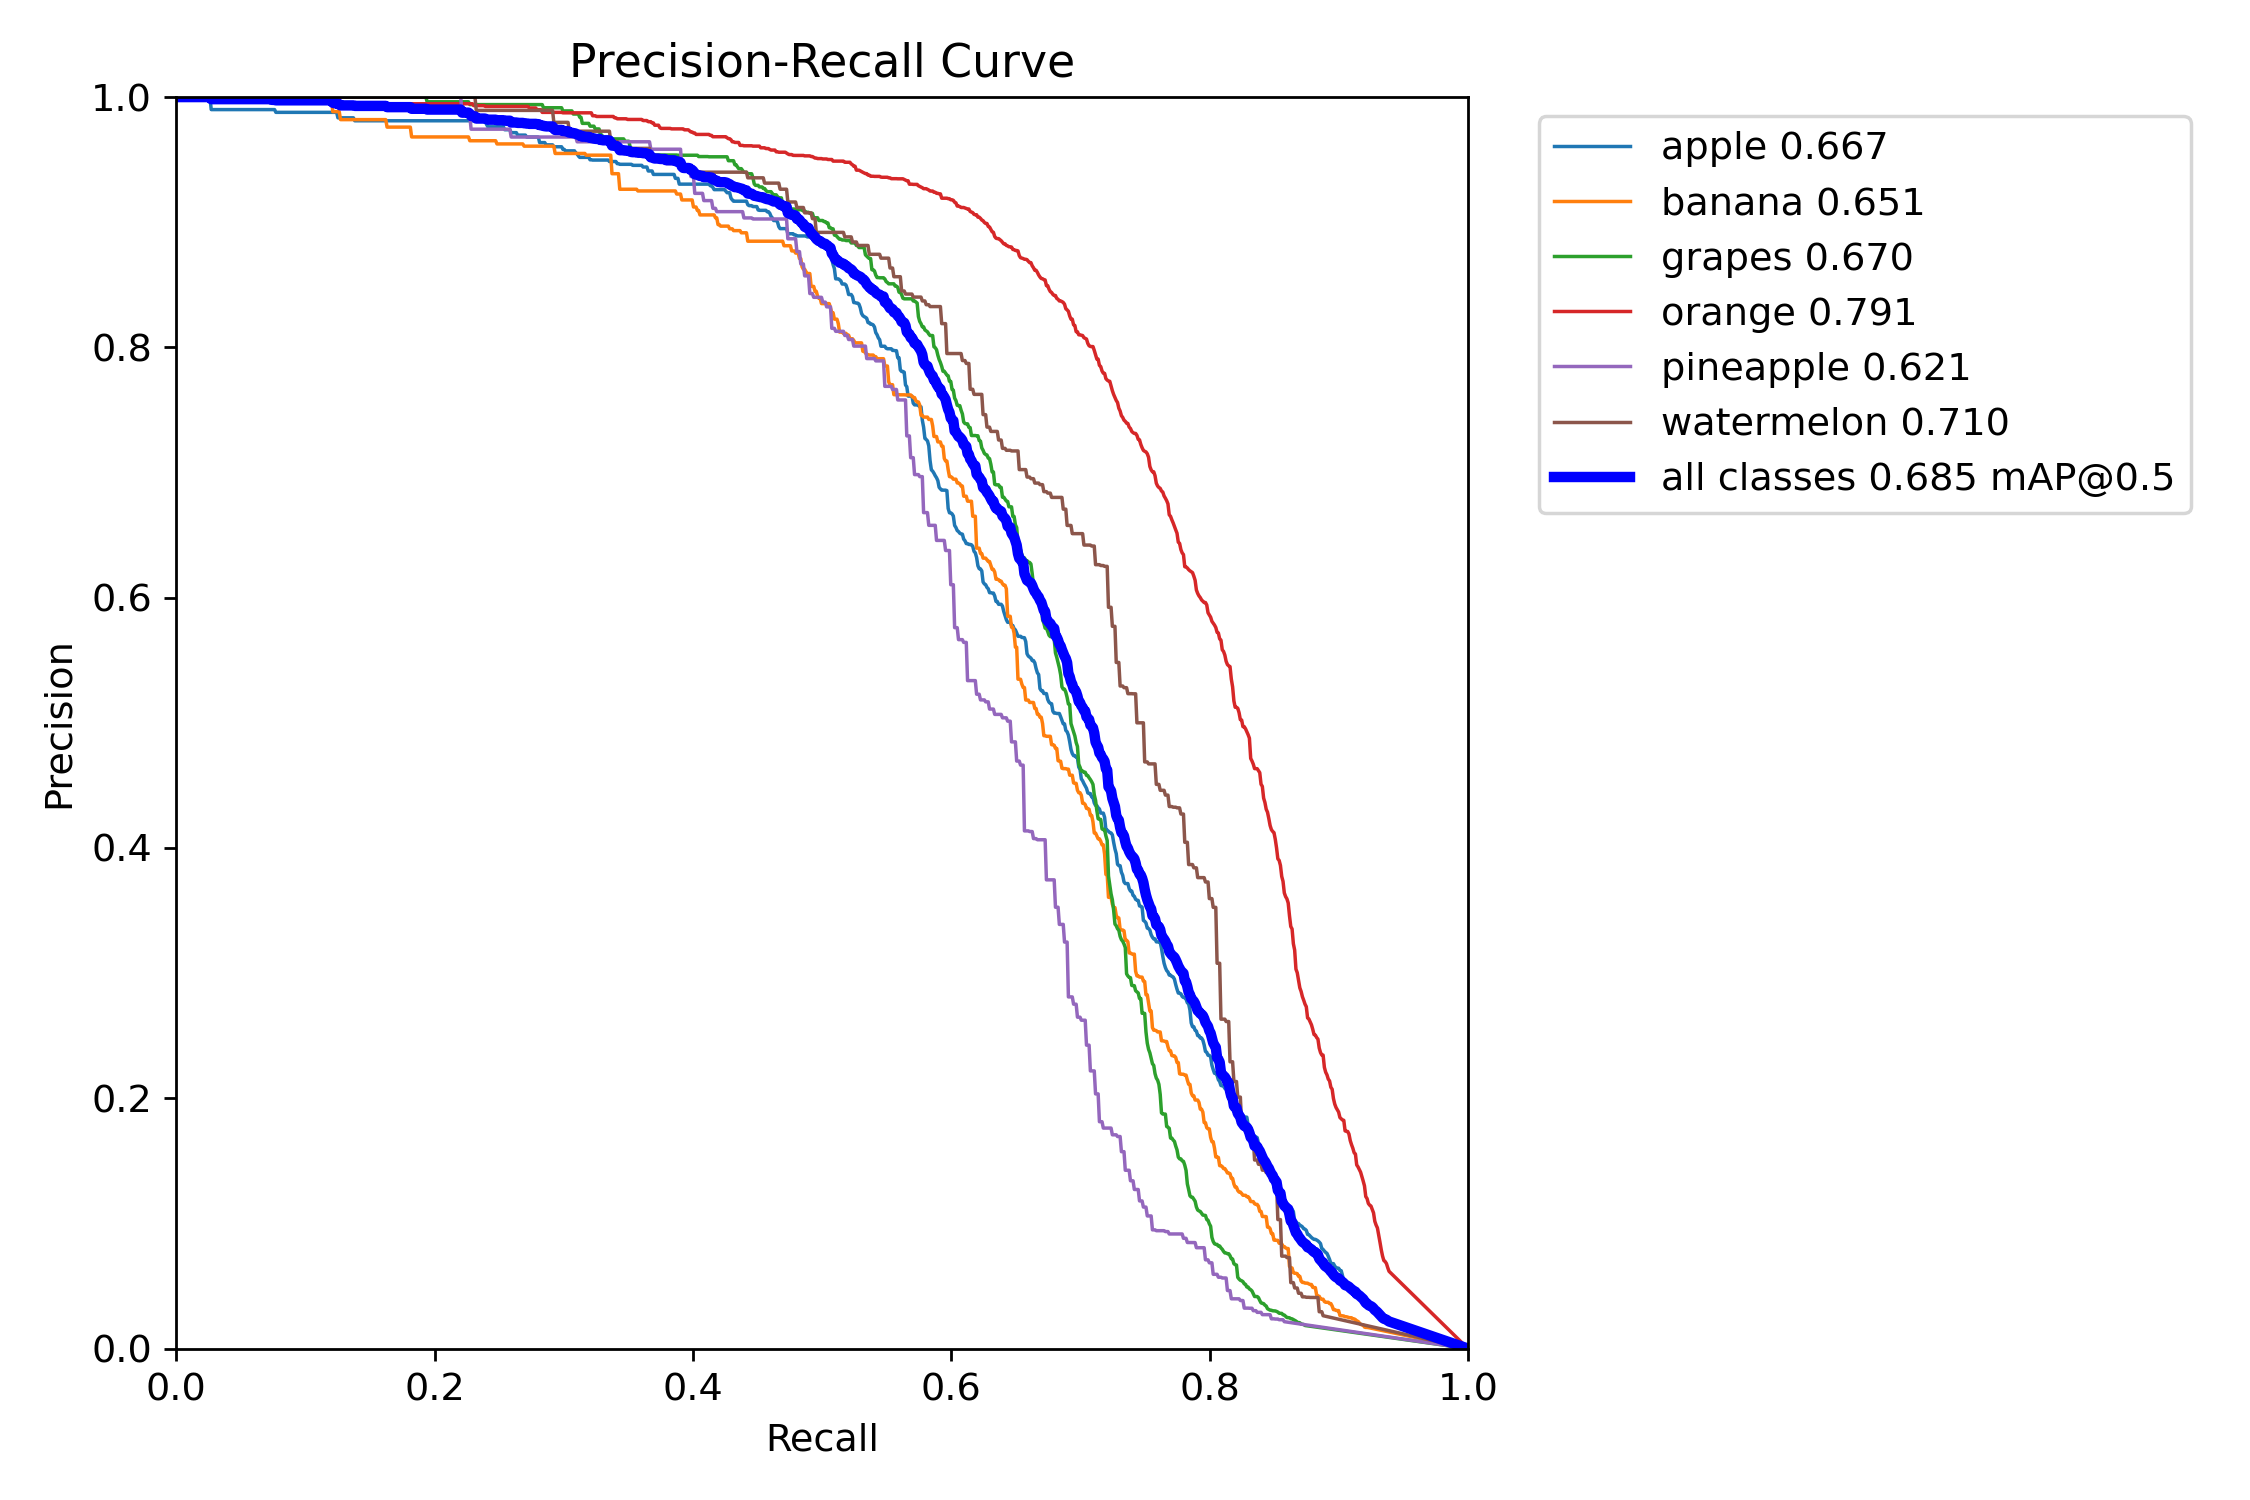 Precision-Recall Curve
1.0
0.8
0.6
0.4
0.2
0.0
Precision
0.0 0.2 0.4 0.6 0.8 1.0
Recall
apple 0.667
banana 0.651
grapes 0.670
orange 0.791
pineapple 0.621
watermelon 0.710
all classes 0.685 mAP@0.5